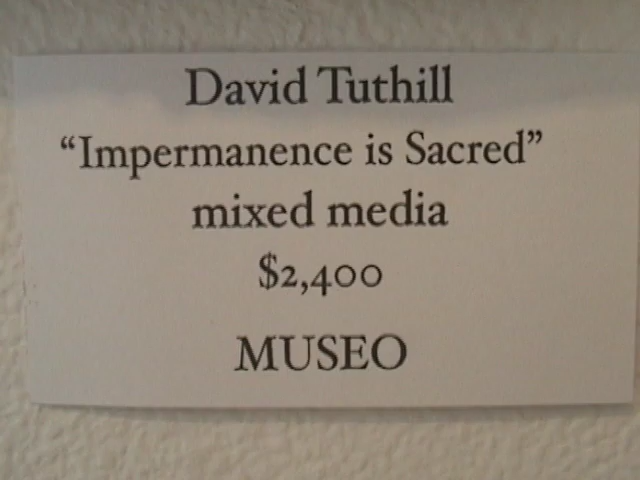 David Tuthill
“Impermanence is Sacred”
mixed media
$2,400
MUSEO